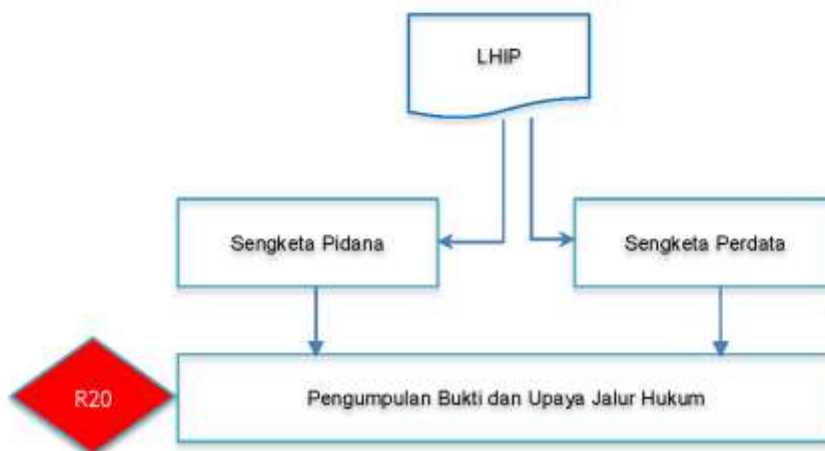 LHIP
Sengketa Pidana
Sengketa Perdata
R20
Pengumpulan Bukti dan Upaya Jalur Hukum